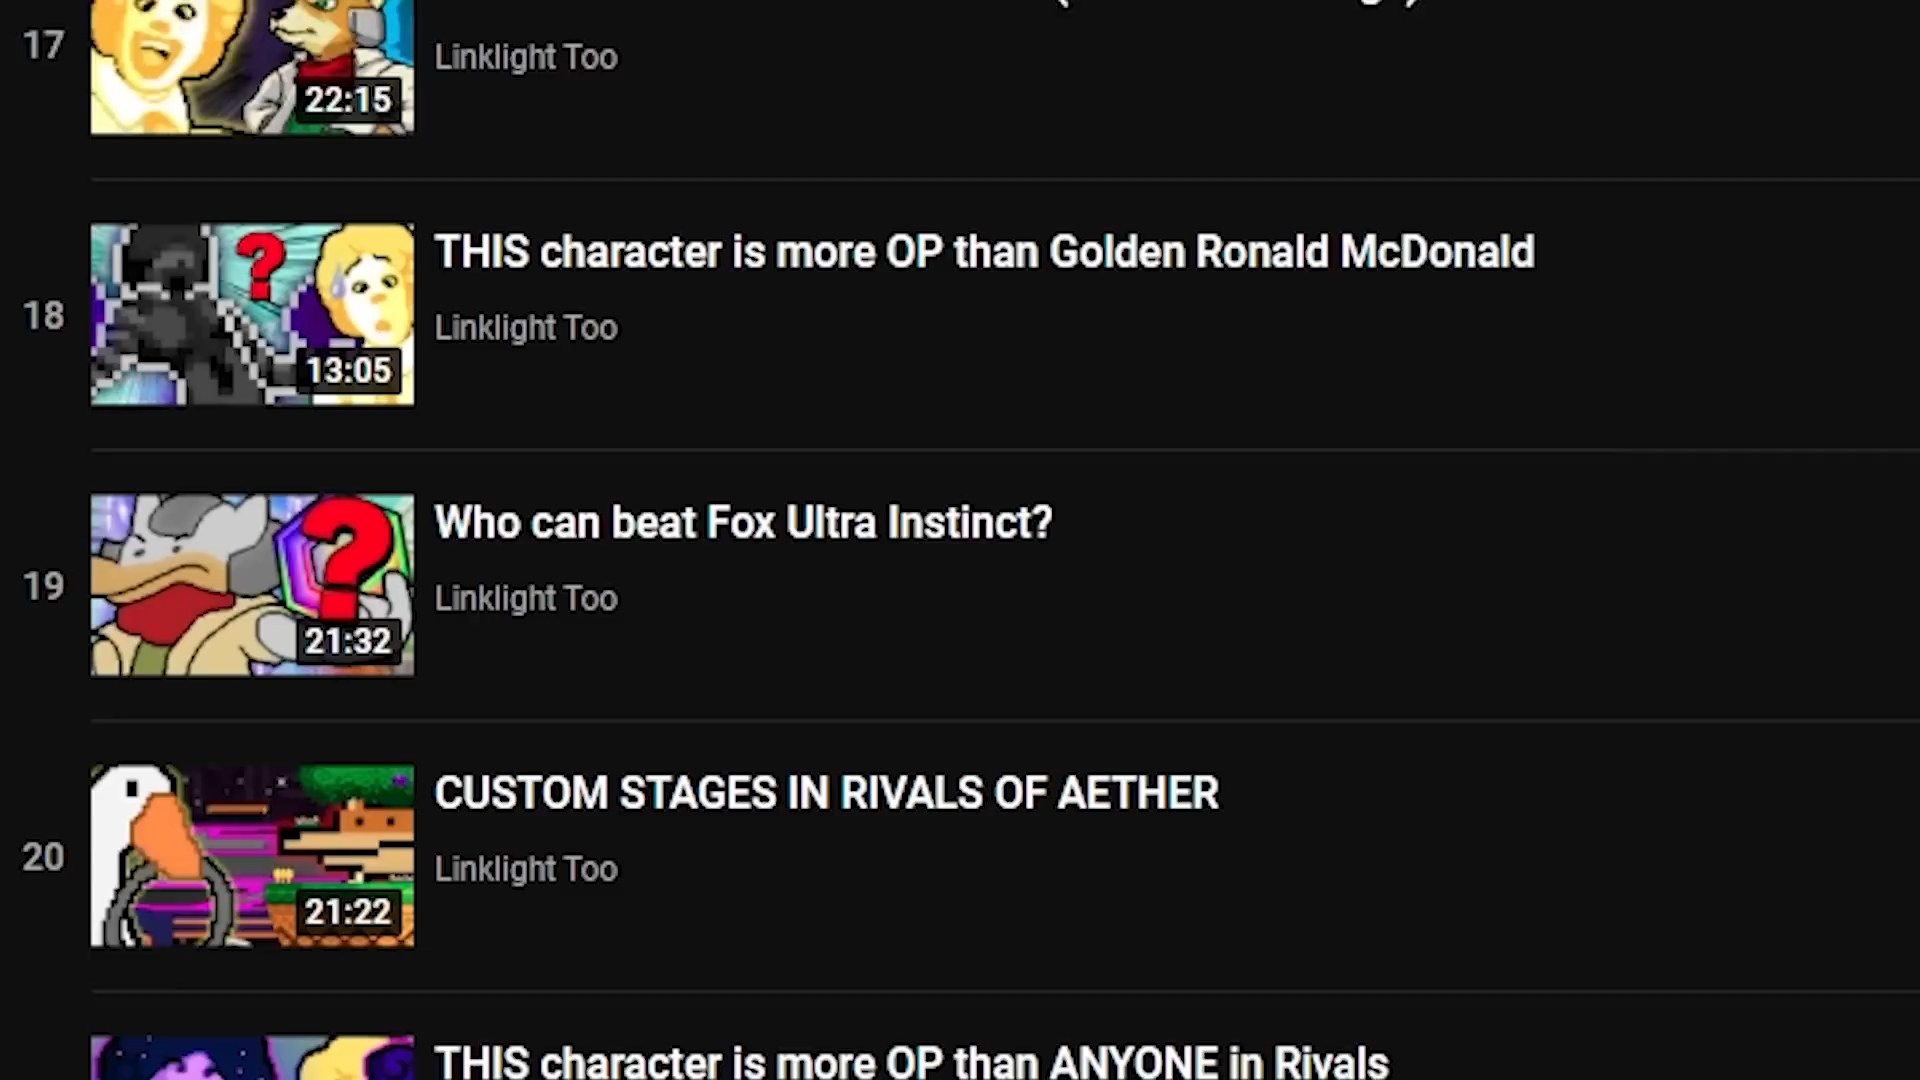 17
Linklight Too
22:15
THIS character is more OP than Golden Ronald McDonald
18
Linklight Too
13:05
Who can beat Fox Ultra Instinct?
19
Linklight Too
21:32
CUSTOM STAGES IN RIVALS OF AETHER
20
Linklight Too
21:22
THIS character is more OP than ANYONE in Rivals